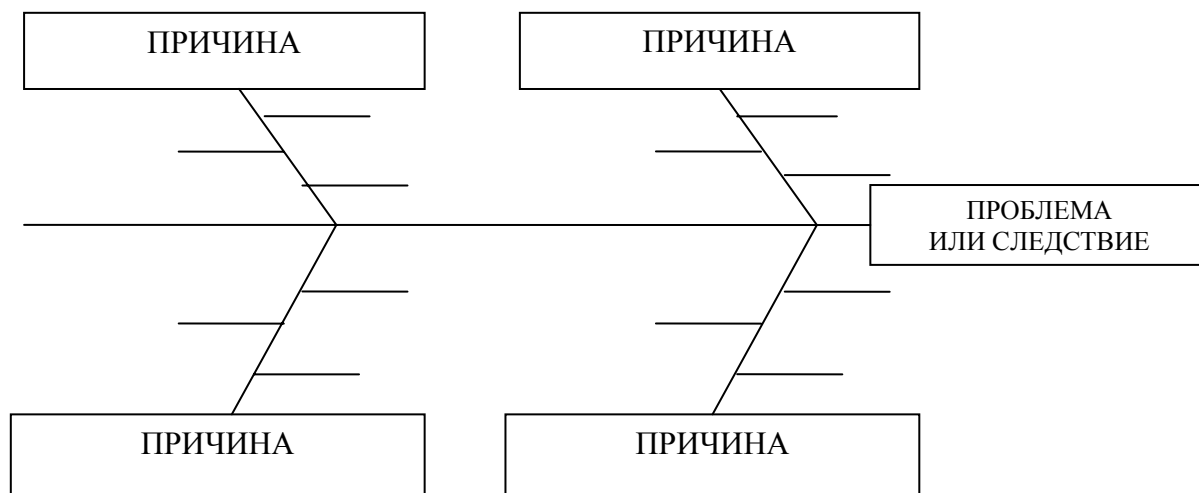 ПРИЧИНА
ПРИЧИНА
ПРОБЛЕМА
ИЛИ СЛЕДСТВИЕ
ПРИЧИНА
ПРИЧИНА